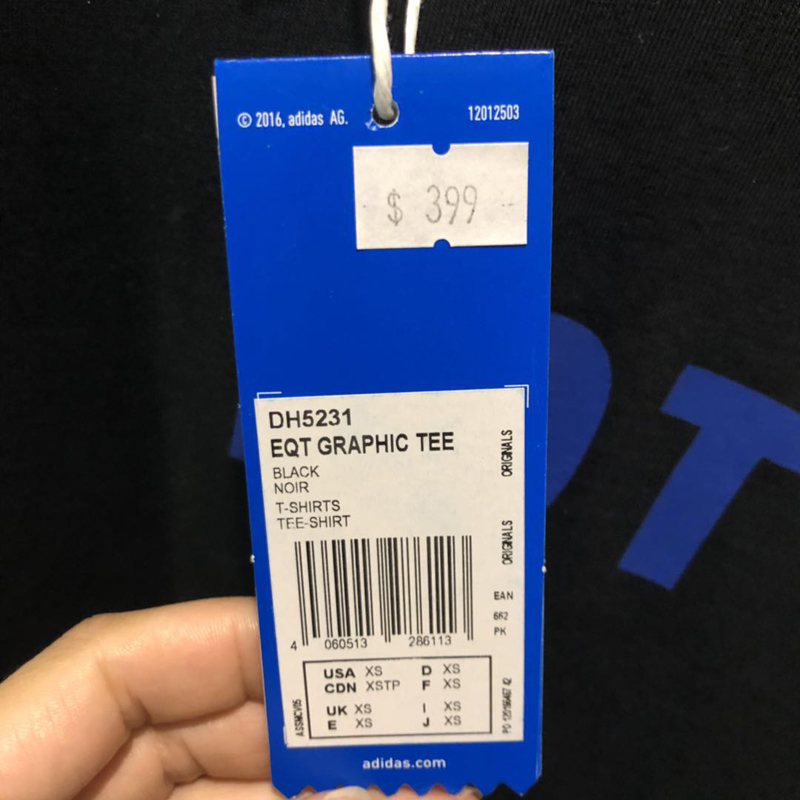 © 2016, adidas AG.
12012503
$ 399
DH5231
EQT GRAPHIC TEE
BLACK
NOIR
T-SHIRTS
TEE-SHIRT
ORIGINALS
ORIGINALS
EAN
662
PK
4 060513 286113
USA XS D XS
CDN XSTP F XS
UK XS I XS
E XS J XS
adidas.com
QT